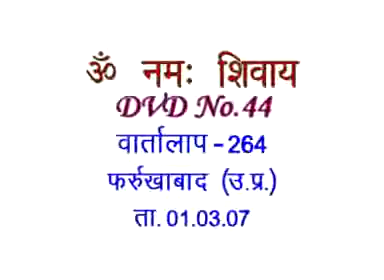 ॐ नमः शिवाय
DVD No.44
वार्तालाप - 264
फर्रुखाबाद (उ.प्र.)
ता. 01.03.07